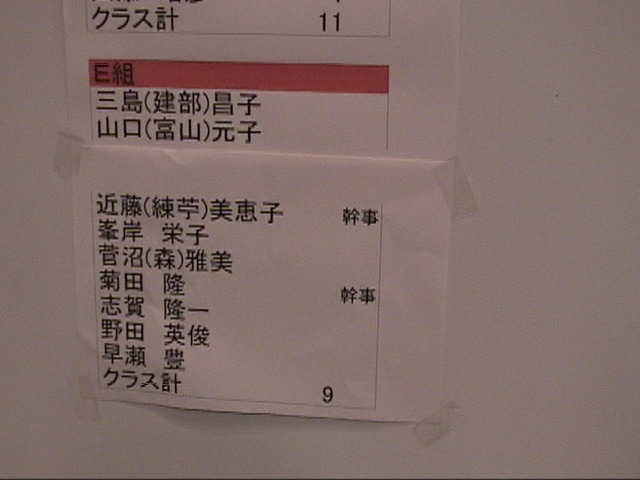 クラス計 11
E組
三島(建部)昌子
山口(富山)元子
近藤(練苧)美恵子 幹事
峯岸 栄子
菅沼(森)雅美
菊田 隆 幹事
志賀 隆一
野田 英俊
早瀬 豊
クラス計 9